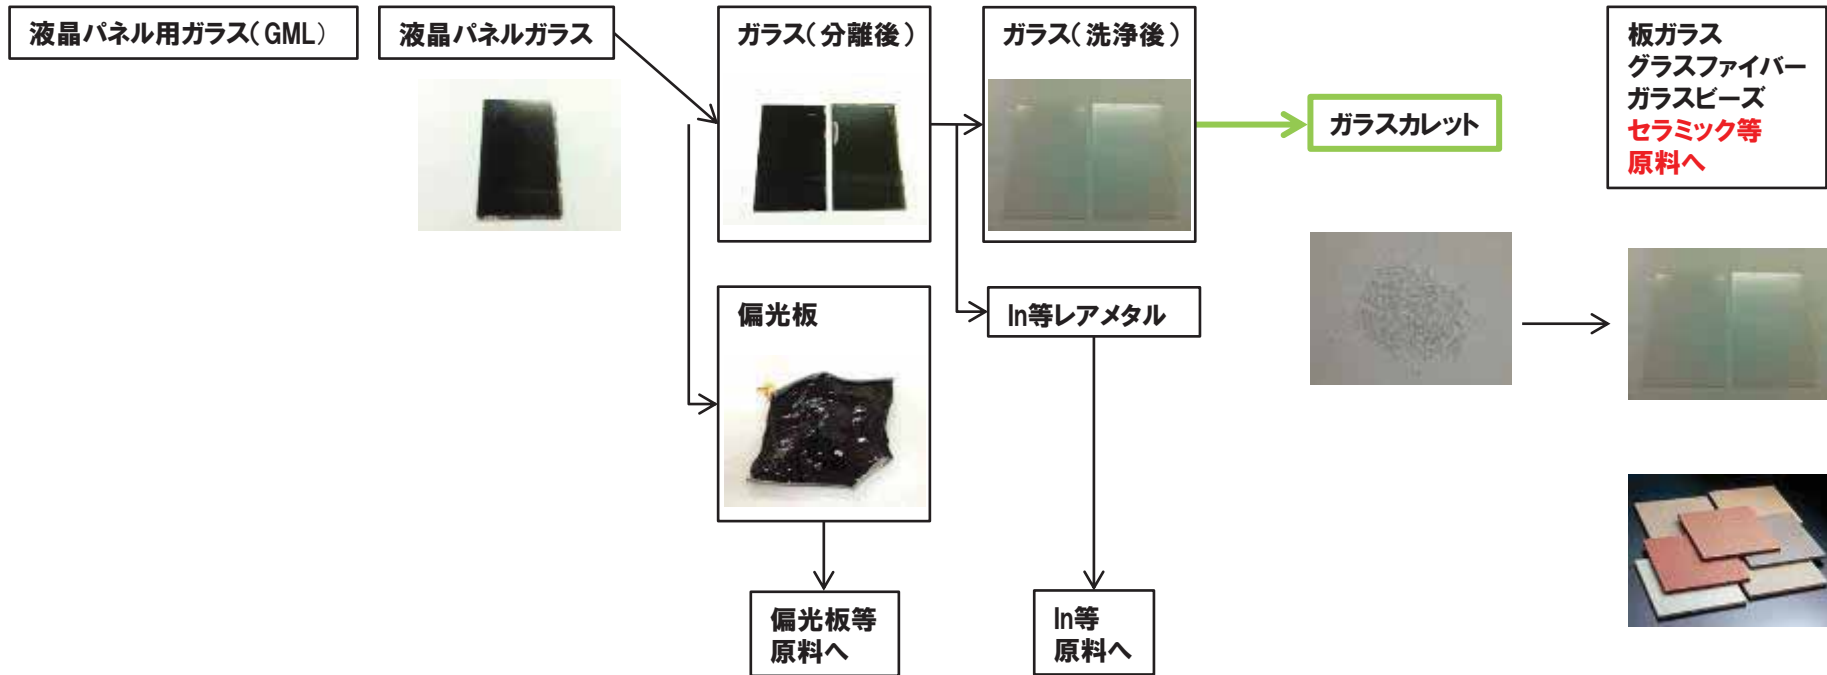 液晶パネル用ガラス（GML）
液晶パネルガラス
ガラス（分離後）
ガラス（洗浄後）
ガラスカレット
板ガラス
グラスファイバー
ガラスビーズ
セラミック等
原料へ
偏光板
In等レアメタル
偏光板等
原料へ
In等
原料へ